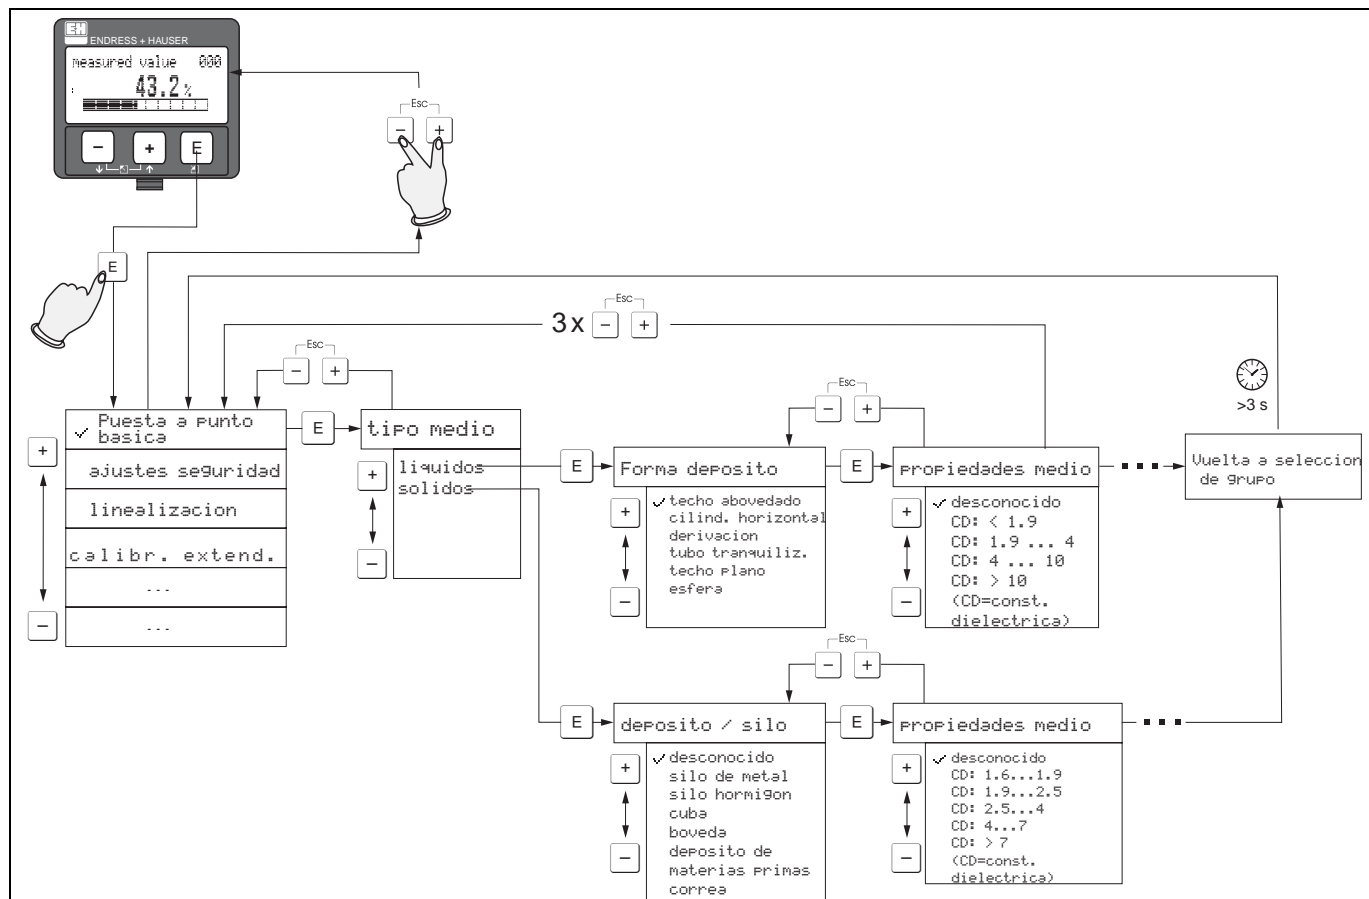 EH
ENDRESS + HAUSER
measured value 000
43.2 %
- + E
Esc
- +
E
3x
Esc
- +
Esc
- +
>3 s
Puesta a punto
basica
ajustes seguridad
linealizacion
calibr. extend.
...
...
+
-
E
tipo medio
liquidos
solidos
+
-
Esc
- +
E
Forma deposito
techo abovedado
cilind. horizontal
derivacion
tubo tranquiliz.
techo plano
esfera
+
-
E
propiedades medio
desconocido
CD: < 1.9
CD: 1.9 ... 4
CD: 4 ... 10
CD: > 10
(CD=const.
dielectrica)
+
-
Vuelta a seleccion
de grupo
Esc
- +
E
deposito / silo
desconocido
silo de metal
silo hormigon
cuba
boveda
deposito de
materias primas
correa
+
-
E
propiedades medio
desconocido
CD: 1.6...1.9
CD: 1.9...2.5
CD: 2.5...4
CD: 4...7
CD: > 7
(CD=const.
dielectrica)
+
-